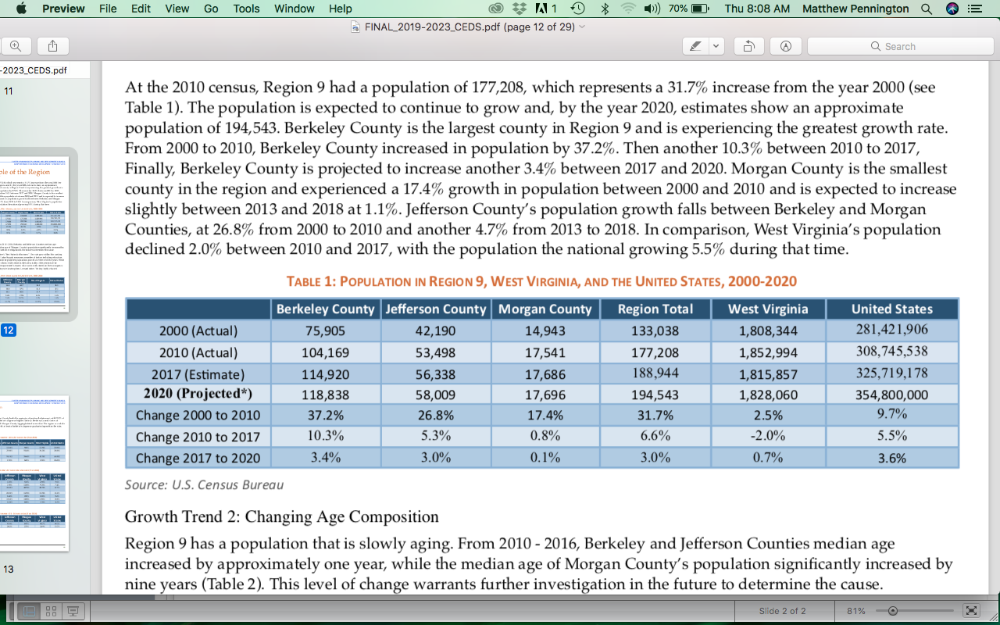 Preview File Edit View Go Tools Window Help 1 70% Thu 8:08 AM Matthew Pennington
FINAL_2019-2023_CEDS.pdf (page 12 of 29)
Search
-2023_CEDS.pdf
11
12
13
At the 2010 census, Region 9 had a population of 177,208, which represents a 31.7% increase from the year 2000 (see
Table 1). The population is expected to continue to grow and, by the year 2020, estimates show an approximate
population of 194,543. Berkeley County is the largest county in Region 9 and is experiencing the greatest growth rate.
From 2000 to 2010, Berkeley County increased in population by 37.2%. Then another 10.3% between 2010 to 2017,
Finally, Berkeley County is projected to increase another 3.4% between 2017 and 2020. Morgan County is the smallest
county in the region and experienced a 17.4% growth in population between 2000 and 2010 and is expected to increase
slightly between 2013 and 2018 at 1.1%. Jefferson County's population growth falls between Berkeley and Morgan
Counties, at 26.8% from 2000 to 2010 and another 4.7% from 2013 to 2018. In comparison, West Virginia's population
declined 2.0% between 2010 and 2017, with the population the national growing 5.5% during that time.
TABLE 1: POPULATION IN REGION 9, WEST VIRGINIA, AND THE UNITED STATES, 2000-2020
Berkeley County Jefferson County Morgan County Region Total West Virginia United States
2000 (Actual) 75,905 42,190 14,943 133,038 1,808,344 281,421,906
2010 (Actual) 104,169 53,498 17,541 177,208 1,852,994 308,745,538
2017 (Estimate) 114,920 56,338 17,686 188,944 1,815,857 325,719,178
2020 (Projected*) 118,838 58,009 17,696 194,543 1,828,060 354,800,000
Change 2000 to 2010 37.2% 26.8% 17.4% 31.7% 2.5% 9.7%
Change 2010 to 2017 10.3% 5.3% 0.8% 6.6% -2.0% 5.5%
Change 2017 to 2020 3.4% 3.0% 0.1% 3.0% 0.7% 3.6%
Source: U.S. Census Bureau
Growth Trend 2: Changing Age Composition
Region 9 has a population that is slowly aging. From 2010 - 2016, Berkeley and Jefferson Counties median age
increased by approximately one year, while the median age of Morgan County's population significantly increased by
nine years (Table 2). This level of change warrants further investigation in the future to determine the cause.
Slide 2 of 2 81%